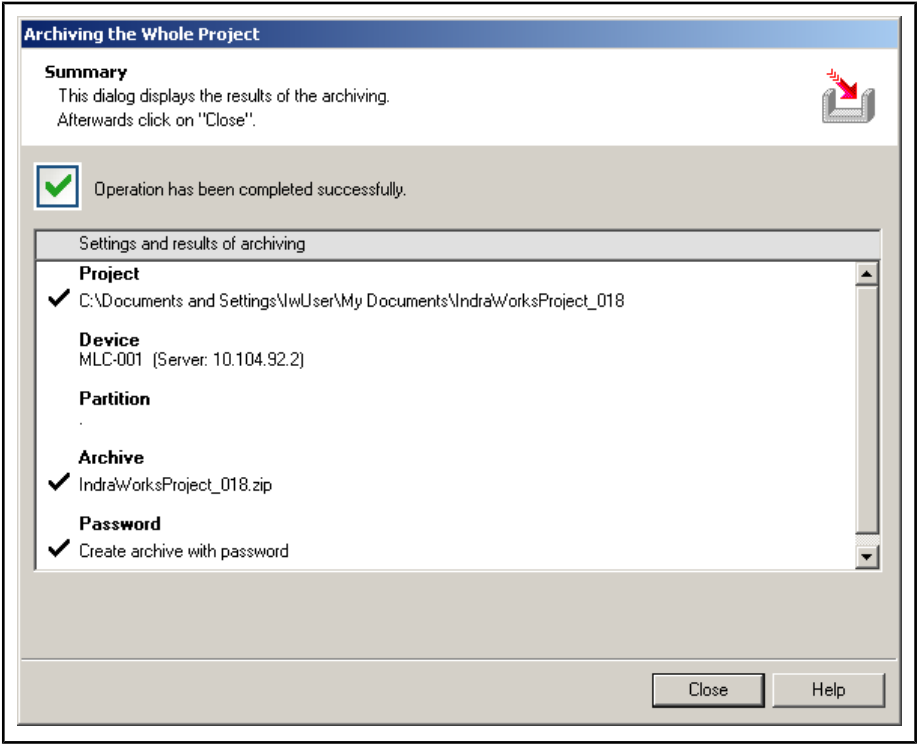 Archiving the Whole Project
Summary
This dialog displays the results of the archiving.
Afterwards click on "Close".
Operation has been completed successfully.
Settings and results of archiving
Project
C:\Documents and Settings\IwUser\My Documents\IndraWorksProject_018
Device
MLC-001 (Server: 10.104.92.2)
Partition
.
Archive
IndraWorksProject_018.zip
Password
Create archive with password
Close
Help